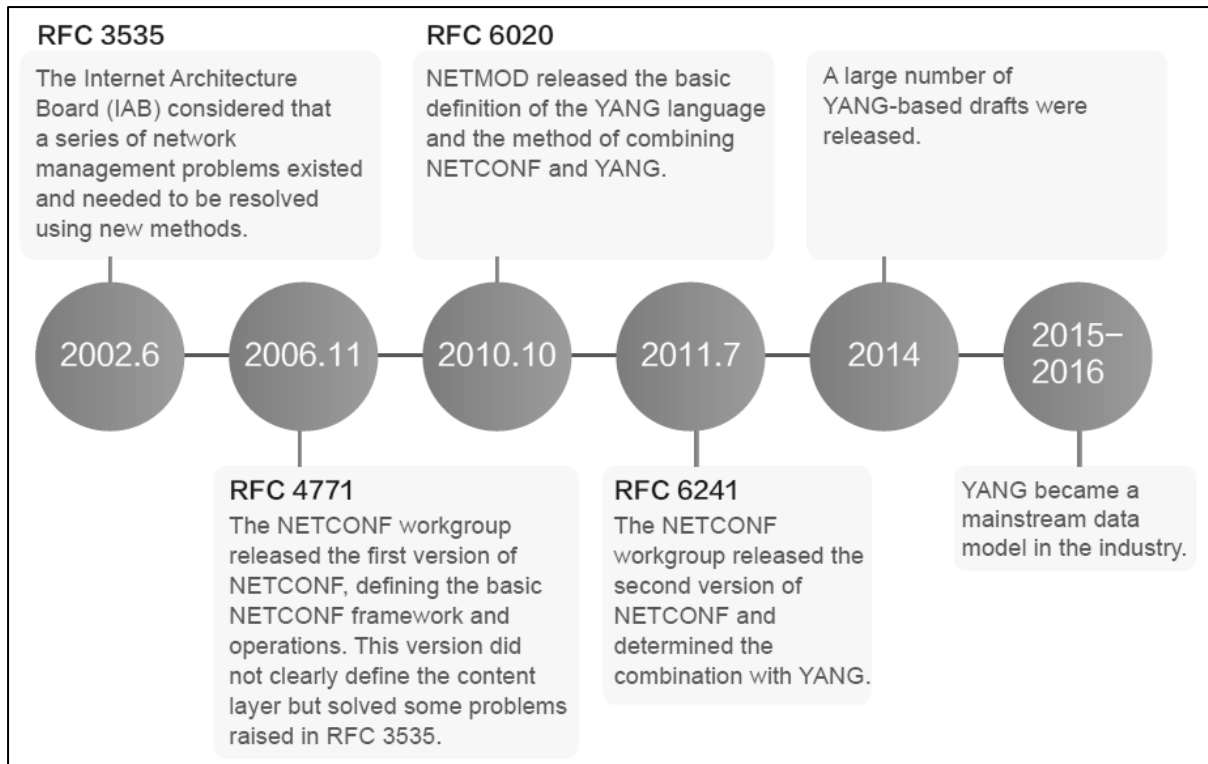 RFC 3535
The Internet Architecture
Board (IAB) considered that
a series of network
management problems existed
and needed to be resolved
using new methods.
RFC 6020
NETMOD released the basic
definition of the YANG language
and the method of combining
NETCONF and YANG.
A large number of
YANG-based drafts were
released.
2002.6
2006.11
2010.10
2011.7
2014
2015–
2016
RFC 4771
The NETCONF workgroup
released the first version of
NETCONF, defining the basic
NETCONF framework and
operations. This version did
not clearly define the content
layer but solved some problems
raised in RFC 3535.
RFC 6241
The NETCONF
workgroup released the
second version of
NETCONF and
determined the
combination with YANG.
YANG became a
mainstream data
model in the industry.